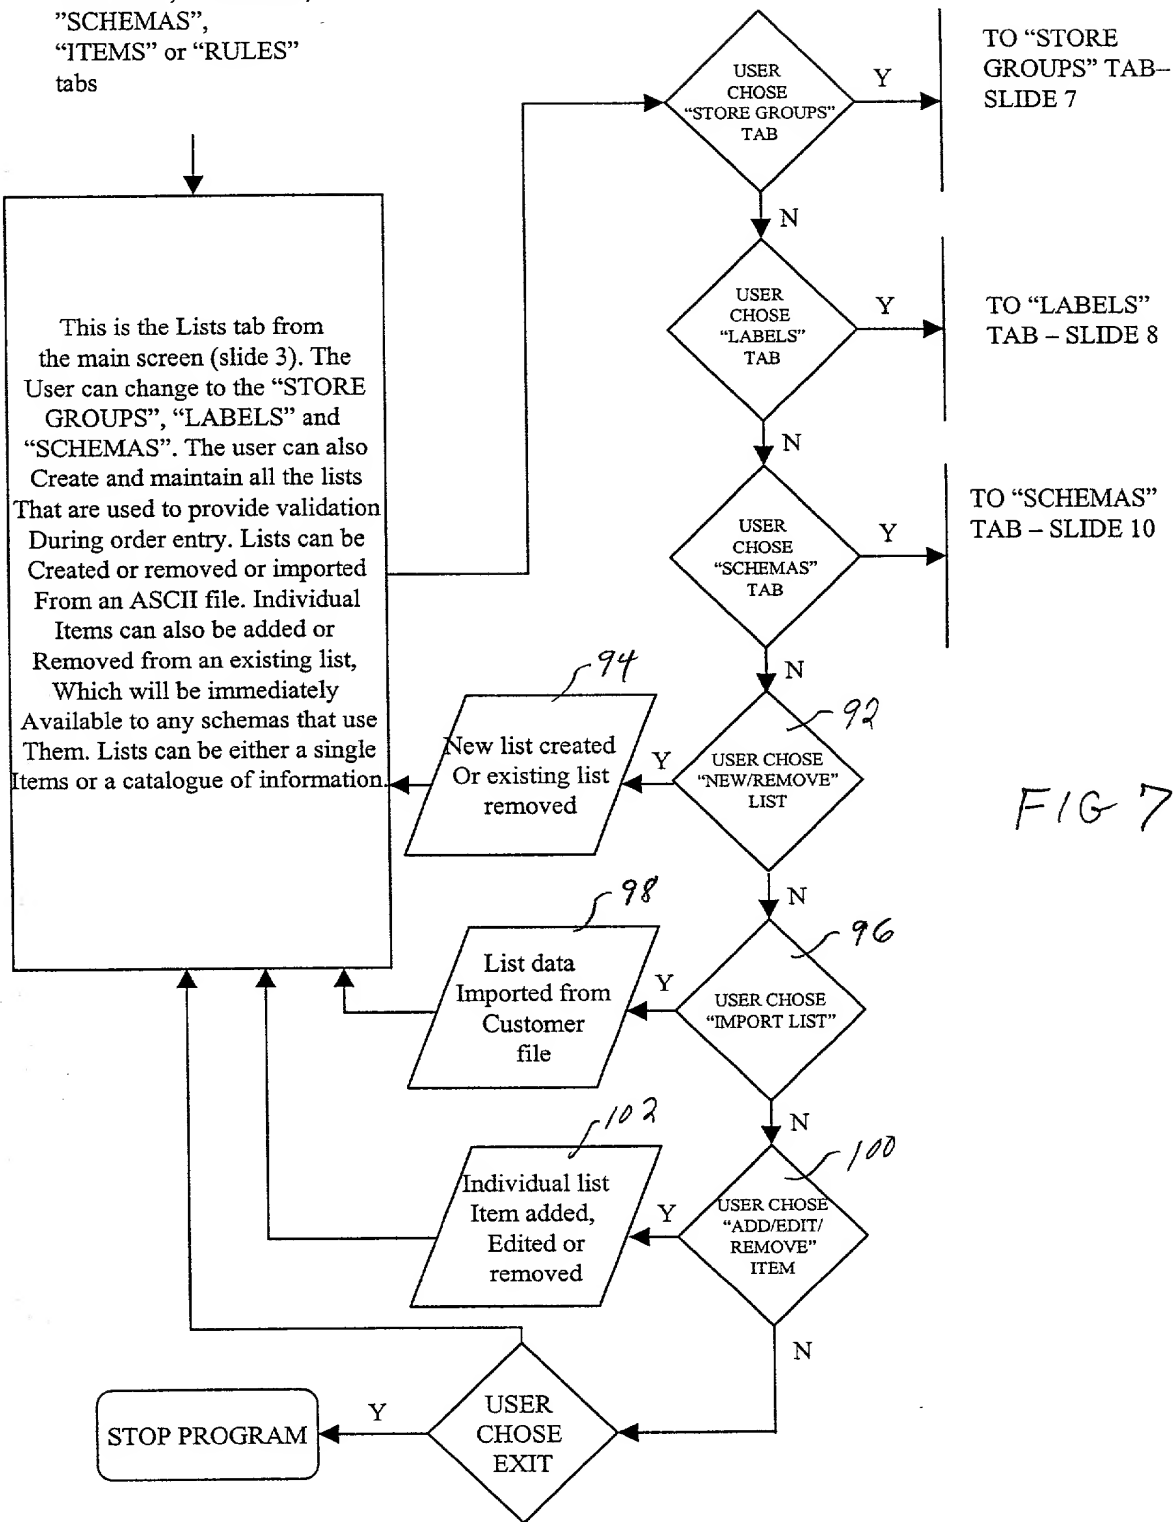 "SCHEMAS",
"ITEMS" or "RULES"
tabs
This is the Lists tab from
the main screen (slide 3). The
User can change to the “STORE
GROUPS”, “LABELS” and
“SCHEMAS”. The user can also
Create and maintain all the lists
That are used to provide validation
During order entry. Lists can be
Created or removed or imported
From an ASCII file. Individual
Items can also be added or
Removed from an existing list,
Which will be immediately
Available to any schemas that use
Them. Lists can be either a single
Items or a catalogue of information.
USER
CHOSE
“STORE GROUPS”
TAB
Y
TO “STORE
GROUPS” TAB–
SLIDE 7
N
USER
CHOSE
“LABELS”
TAB
Y
TO “LABELS”
TAB – SLIDE 8
N
USER
CHOSE
“SCHEMAS”
TAB
Y
TO “SCHEMAS”
TAB – SLIDE 10
N
92
USER CHOSE
“NEW/REMOVE”
LIST
Y
94
New list created
Or existing list
removed
FIG 7
N
96
USER CHOSE
“IMPORT LIST”
Y
98
List data
Imported from
Customer
file
N
100
USER CHOSE
“ADD/EDIT/
REMOVE”
ITEM
Y
102
Individual list
Item added,
Edited or
removed
N
USER
CHOSE
EXIT
Y
STOP PROGRAM